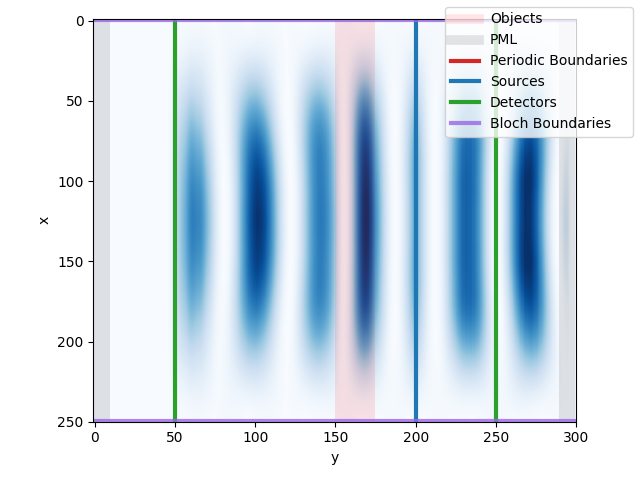 Objects
PML
Periodic Boundaries
Sources
Detectors
Bloch Boundaries
0
50
100
150
200
250
x
0 50 100 150 200 250 300
y